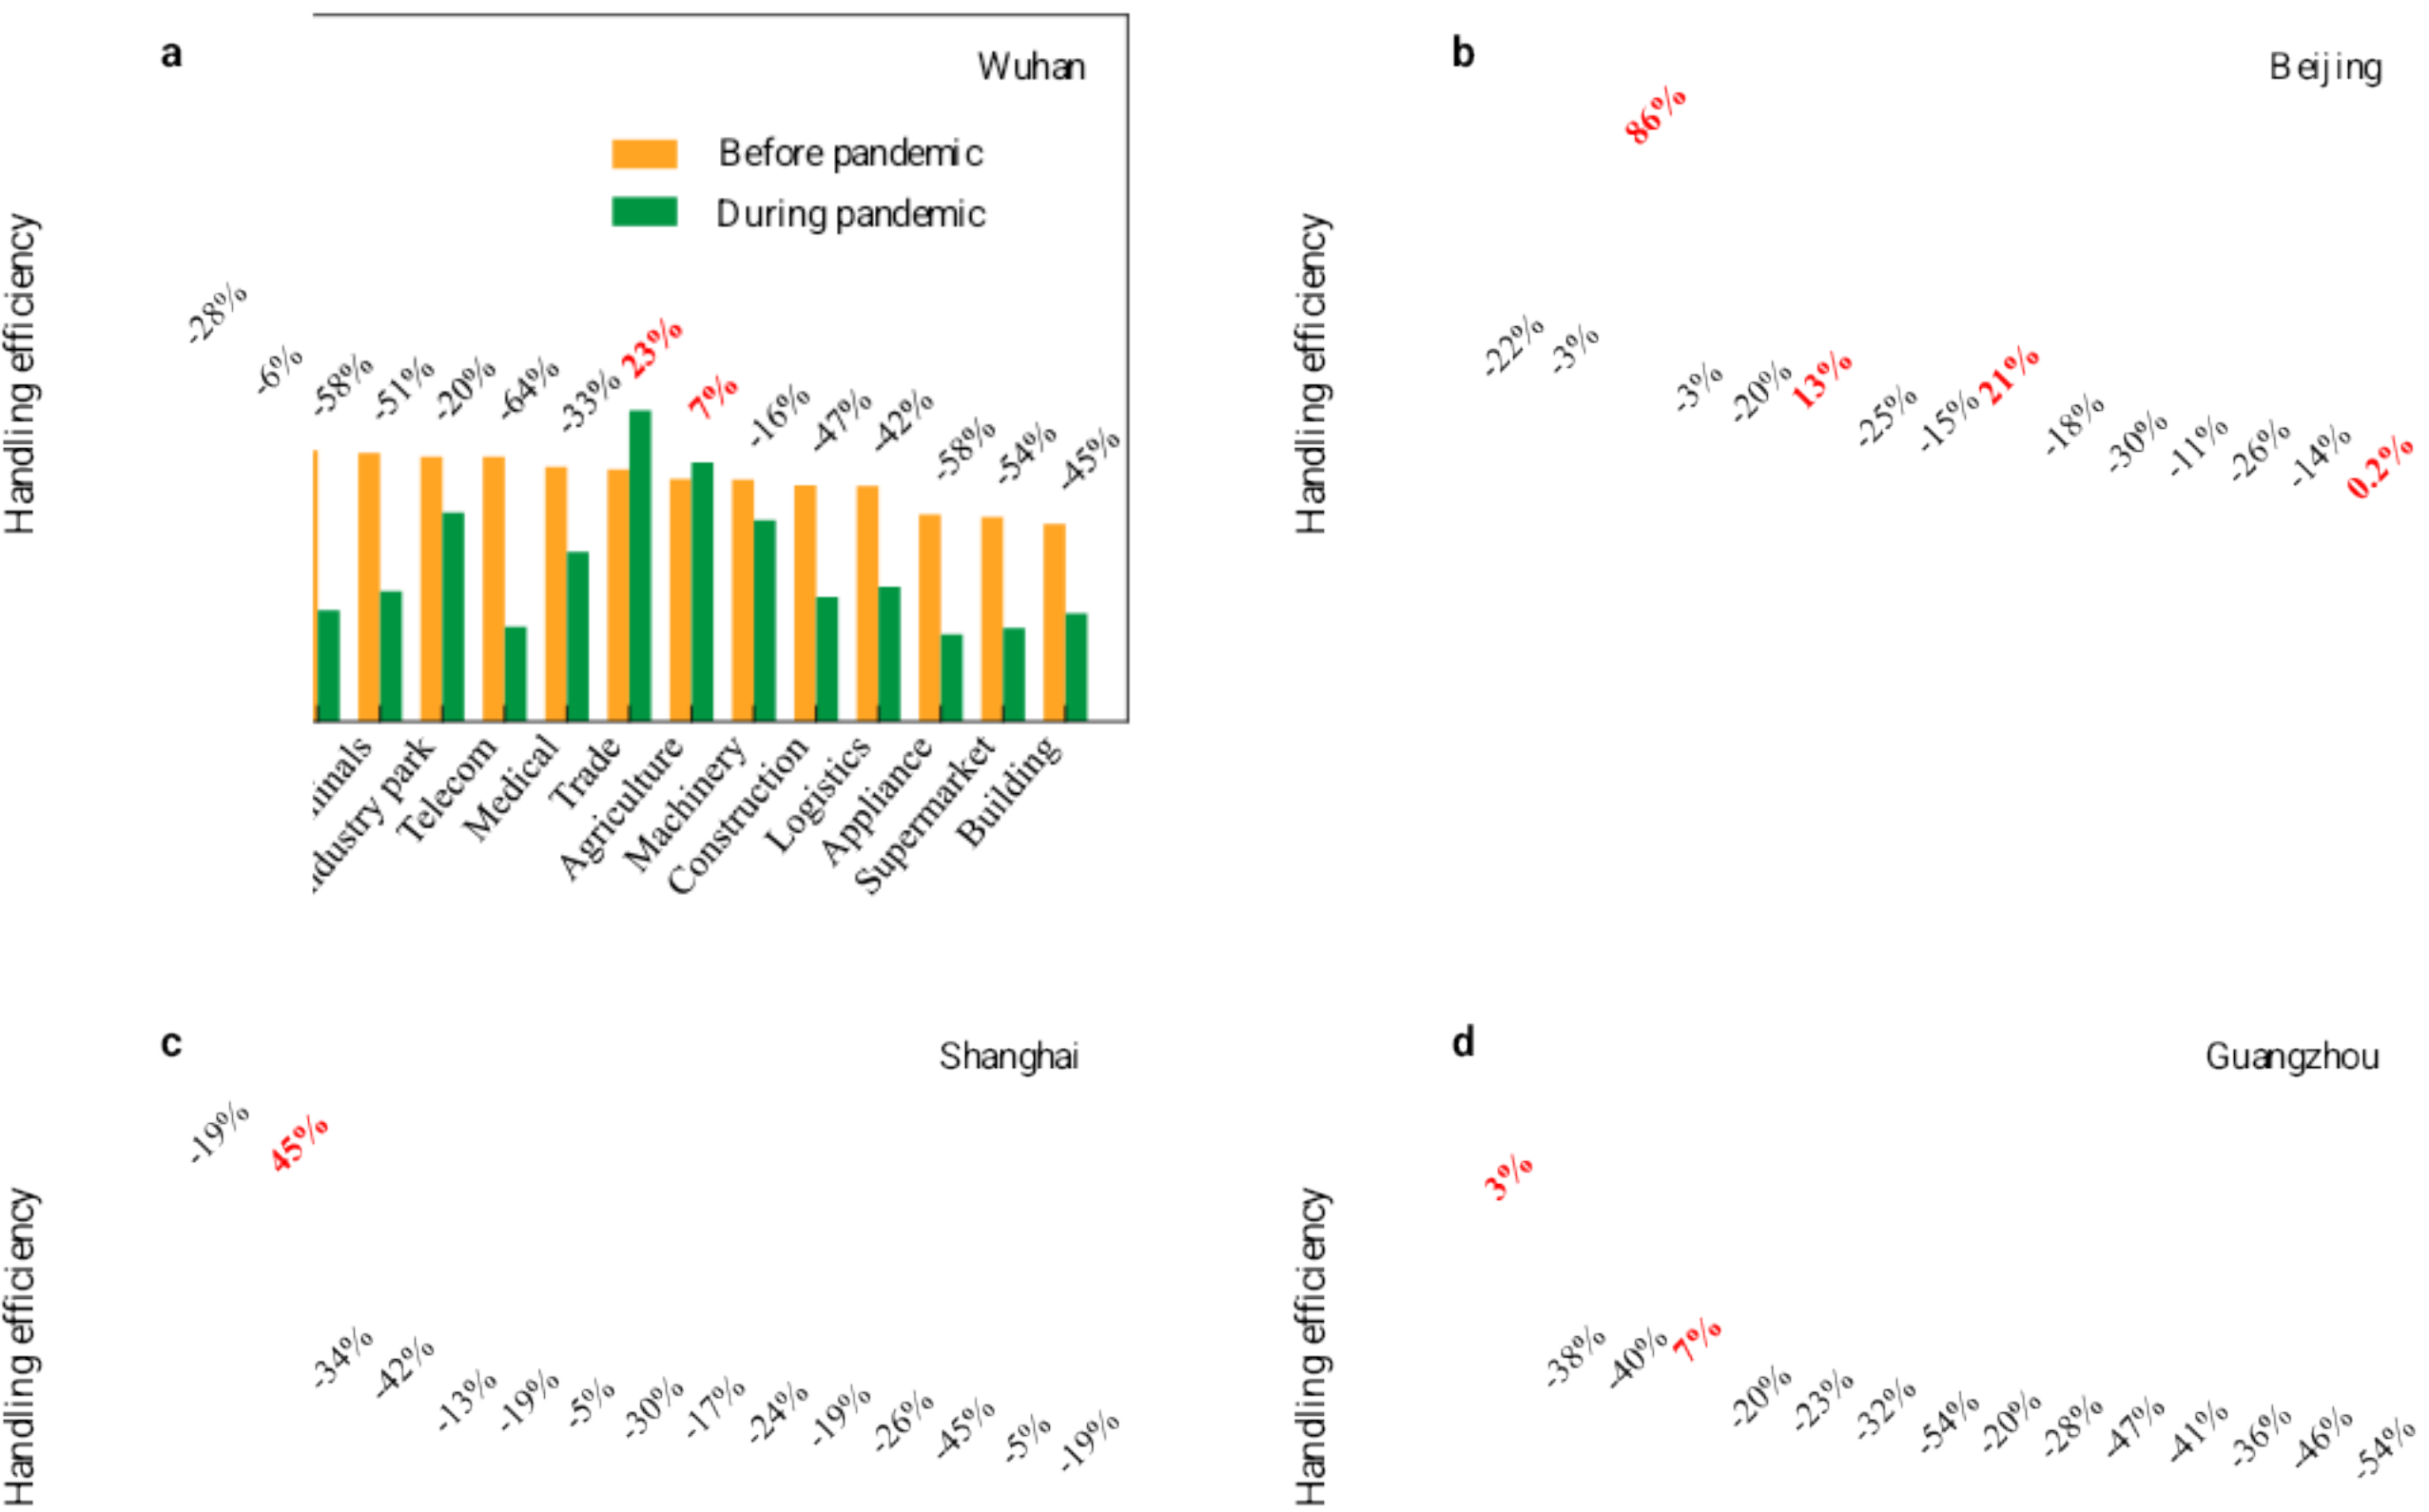 a
Wuhan
Before pandemic
During pandemic
Handling efficiency
-28%
-6%
-58%
-51%
-20%
-64%
-33%
23%
7%
-16%
-47%
-42%
-58%
-54%
-45%
inals
dustry park
Telecom
Medical
Trade
Agriculture
Machinery
Construction
Logistics
Appliance
Supermarket
Building
b
Beijing
Handling efficiency
-22%
-3%
86%
-3%
-20%
13%
-25%
-15%
21%
-18%
-30%
-11%
-26%
-14%
0.2%
c
Shanghai
Handling efficiency
-19%
45%
-34%
-42%
-13%
-19%
-5%
-30%
-17%
-24%
-19%
-26%
-45%
-5%
-19%
d
Guangzhou
Handling efficiency
3%
-38%
-40%
7%
-20%
-23%
-32%
-54%
-20%
-28%
-47%
-41%
-36%
-46%
-54%